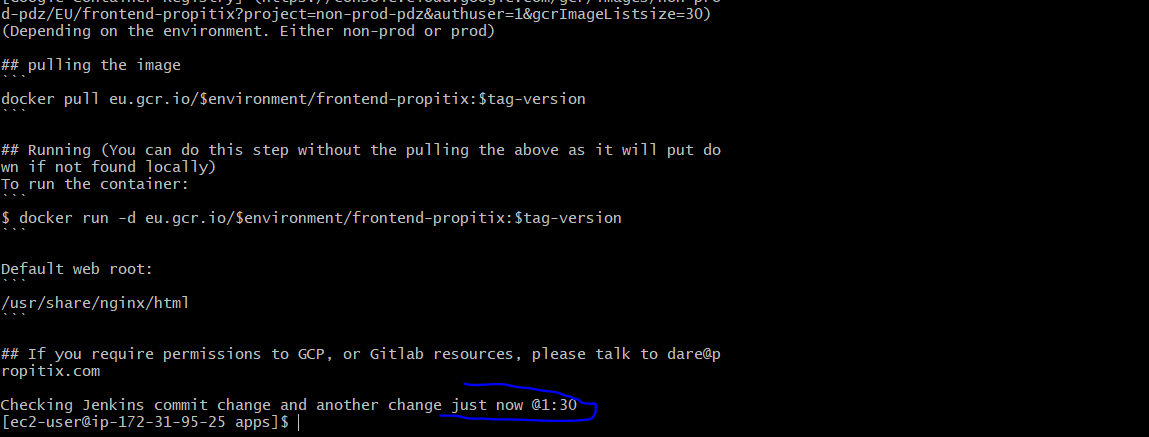 d-pdz/EU/frontend-propitix?project=non-prod-pdz&authuser=1&gcrImageListsize=30)
(Depending on the environment. Either non-prod or prod)
## pulling the image
```
docker pull eu.gcr.io/$environment/frontend-propitix:$tag-version
```
## Running (You can do this step without the pulling the above as it will put do
wn if not found locally)
To run the container:
```
$ docker run -d eu.gcr.io/$environment/frontend-propitix:$tag-version
```
Default web root:
```
/usr/share/nginx/html
```
## If you require permissions to GCP, or Gitlab resources, please talk to dare@p
ropitix.com
Checking Jenkins commit change and another change just now @1:30
[ec2-user@ip-172-31-95-25 apps]$